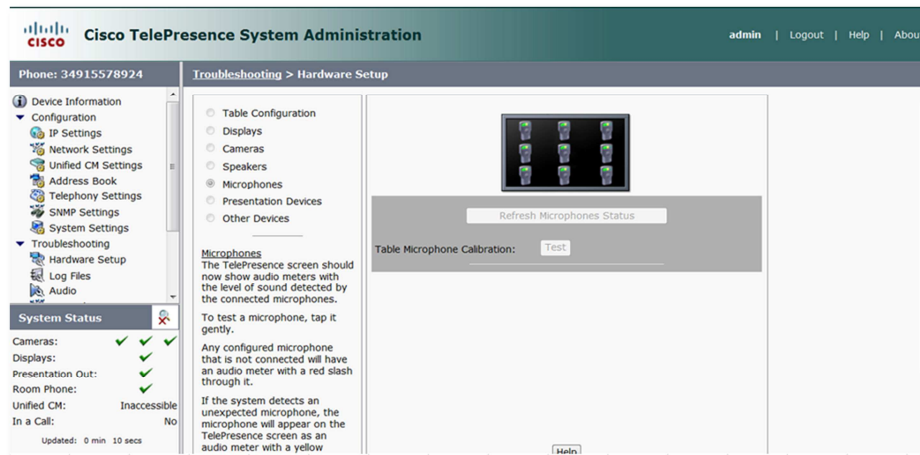 CISCO
Cisco TelePresence System Administration
admin | Logout | Help | Abou
Phone: 34915578924
Troubleshooting > Hardware Setup
Device Information
Configuration
IP Settings
Network Settings
Unified CM Settings
Address Book
Telephony Settings
SNMP Settings
System Settings
Troubleshooting
Hardware Setup
Log Files
Audio
System Status
Cameras:
Displays:
Presentation Out:
Room Phone:
Unified CM: Inaccessible
In a Call: No
Updated: 0 min 10 secs
Table Configuration
Displays
Cameras
Speakers
Microphones
Presentation Devices
Other Devices
Microphones
The TelePresence screen should
now show audio meters with
the level of sound detected by
the connected microphones.
To test a microphone, tap it
gently.
Any configured microphone
that is not connected will have
an audio meter with a red slash
through it.
If the system detects an
unexpected microphone, the
microphone will appear on the
TelePresence screen as an
audio meter with a yellow
Refresh Microphones Status
Table Microphone Calibration: Test
Help